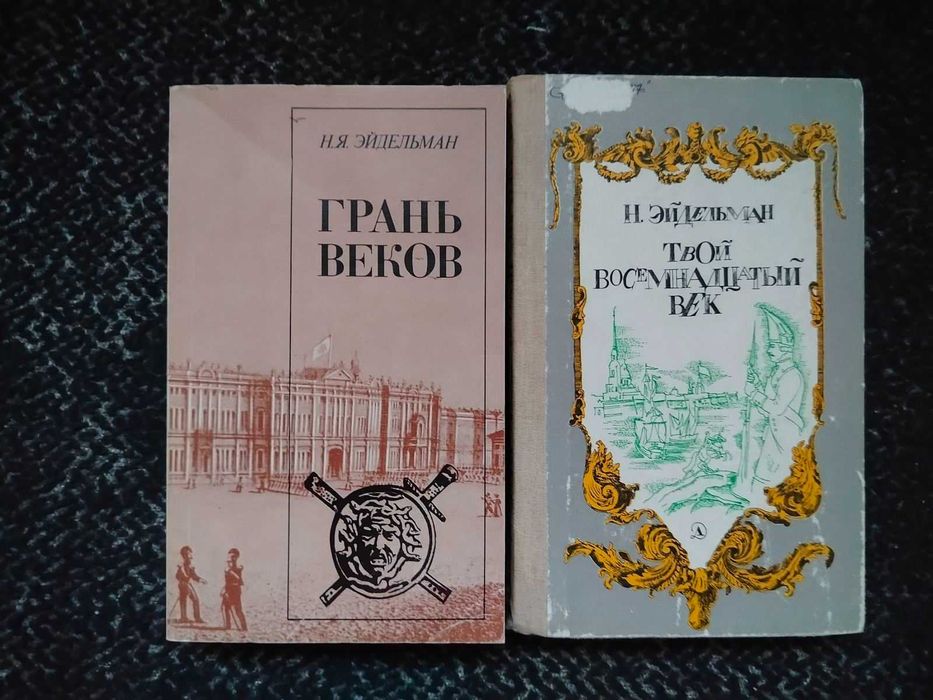 Н.Я. ЭЙДЕЛЬМАН
ГРАНЬ
ВЕКОВ
Н. ЭЙДЕЛЬМАН
ТВОЙ
ВОСЕМНАДЦАТЫЙ
ВЕК